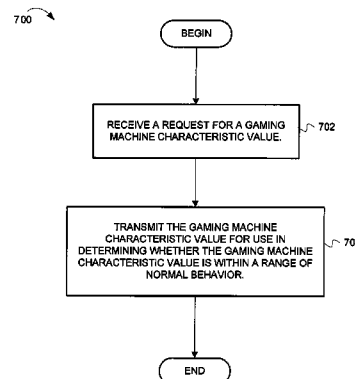 700
BEGIN
RECEIVE A REQUEST FOR A GAMING
MACHINE CHARACTERISTIC VALUE.
702
TRANSMIT THE GAMING MACHINE
CHARACTERISTIC VALUE FOR USE IN
DETERMINING WHETHER THE GAMING MACHINE
CHARACTERISTIC VALUE IS WITHIN A RANGE OF
NORMAL BEHAVIOR.
70
END